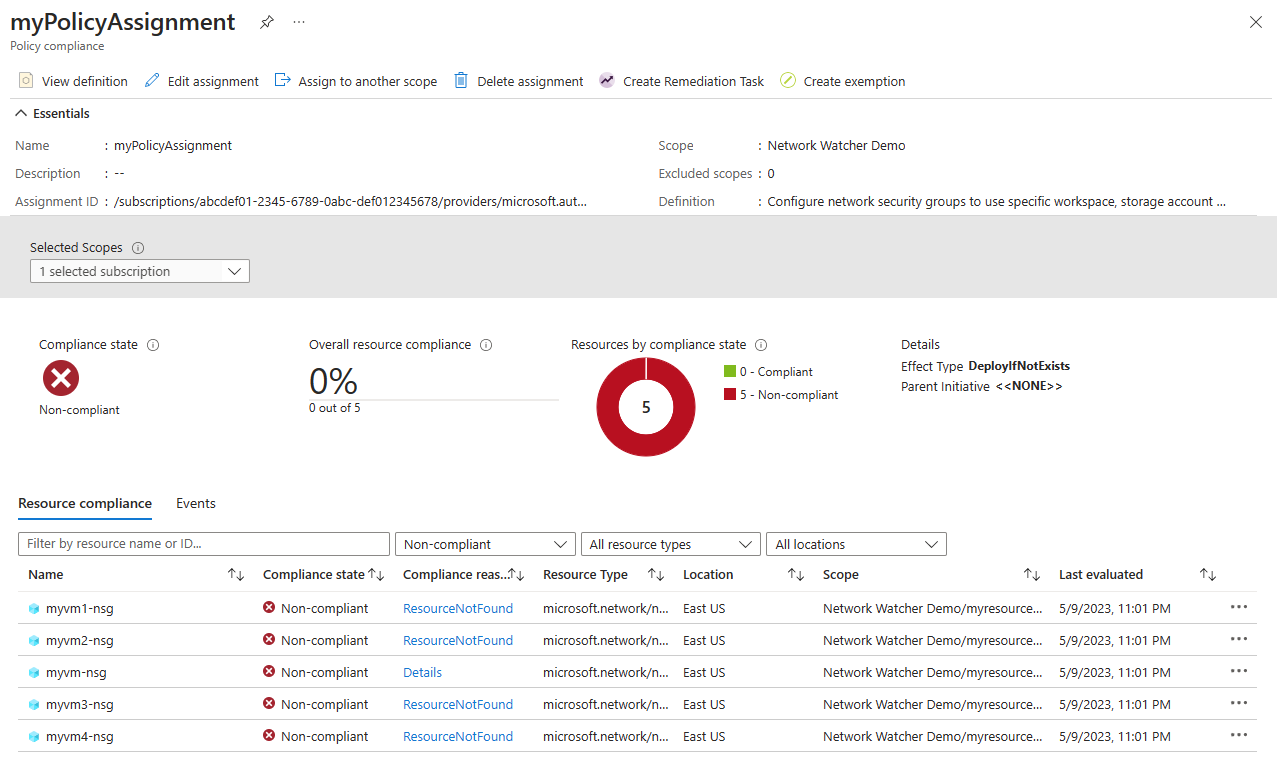 myPolicyAssignment
Policy compliance
View definition Edit assignment Assign to another scope Delete assignment Create Remediation Task Create exemption
Essentials
Name : myPolicyAssignment Scope : Network Watcher Demo
Description : -- Excluded scopes : 0
Assignment ID : /subscriptions/abcdef01-2345-6789-0abc-def012345678/providers/microsoft.aut... Definition : Configure network security groups to use specific workspace, storage account ...
Selected Scopes
1 selected subscription
Compliance state Overall resource compliance Resources by compliance state Details
Non-compliant
0%
0 out of 5
5
0 - Compliant
5 - Non-compliant
Effect Type DeployIfNotExists
Parent Initiative <<NONE>>
Resource compliance Events
Filter by resource name or ID... Non-compliant All resource types All locations
Name Compliance state Compliance reas... Resource Type Location Scope Last evaluated
myvm1-nsg Non-compliant ResourceNotFound microsoft.network/n... East US Network Watcher Demo/myresource... 5/9/2023, 11:01 PM
myvm2-nsg Non-compliant ResourceNotFound microsoft.network/n... East US Network Watcher Demo/myresource... 5/9/2023, 11:01 PM
myvm-nsg Non-compliant Details microsoft.network/n... East US Network Watcher Demo/myresource... 5/9/2023, 11:01 PM
myvm3-nsg Non-compliant ResourceNotFound microsoft.network/n... East US Network Watcher Demo/myresource... 5/9/2023, 11:01 PM
myvm4-nsg Non-compliant ResourceNotFound microsoft.network/n... East US Network Watcher Demo/myresource... 5/9/2023, 11:01 PM